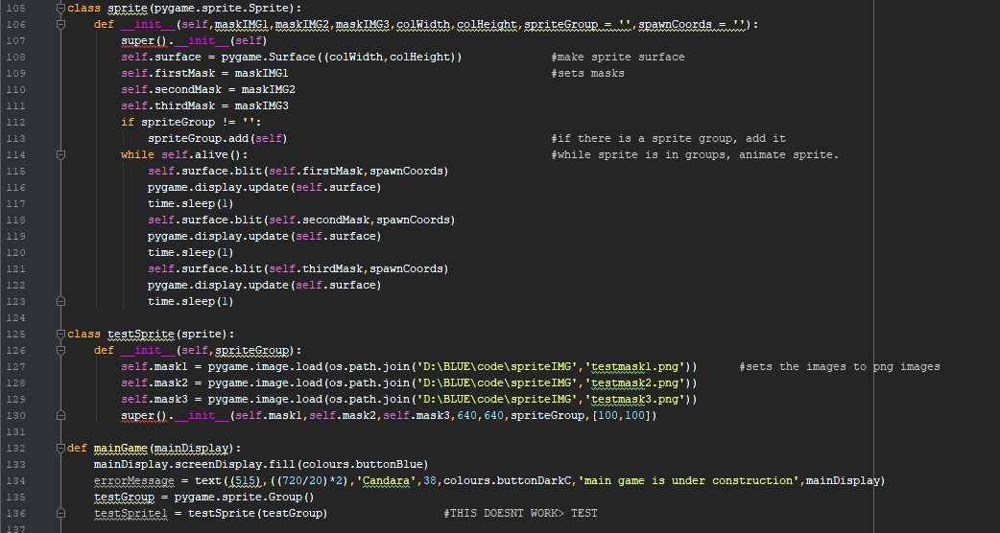 105 class sprite(pygame.sprite.Sprite):
106 def __init__(self,maskIMG1,maskIMG2,maskIMG3,colWidth,colHeight,spriteGroup = '',spawnCoords = ''):
107 super().__init__(self)
108 self.surface = pygame.Surface((colWidth,colHeight)) #make sprite surface
109 self.firstMask = maskIMG1 #sets masks
110 self.secondMask = maskIMG2
111 self.thirdMask = maskIMG3
112 if spriteGroup != '':
113 spriteGroup.add(self) #if there is a sprite group, add it
114 while self.alive(): #while sprite is in groups, animate sprite.
115 self.surface.blit(self.firstMask,spawnCoords)
116 pygame.display.update(self.surface)
117 time.sleep(1)
118 self.surface.blit(self.secondMask,spawnCoords)
119 pygame.display.update(self.surface)
120 time.sleep(1)
121 self.surface.blit(self.thirdMask,spawnCoords)
122 pygame.display.update(self.surface)
123 time.sleep(1)
124
125 class testSprite(sprite):
126 def __init__(self,spriteGroup):
127 self.mask1 = pygame.image.load(os.path.join('D:\BLUE\code\spriteIMG','testmask1.png')) #sets the images to png images
128 self.mask2 = pygame.image.load(os.path.join('D:\BLUE\code\spriteIMG','testmask2.png'))
129 self.mask3 = pygame.image.load(os.path.join('D:\BLUE\code\spriteIMG','testmask3.png'))
130 super().__init__(self.mask1,self.mask2,self.mask3,640,640,spriteGroup,[100,100])
131
132 def mainGame(mainDisplay):
133 mainDisplay.screenDisplay.fill(colours.buttonBlue)
134 errorMessage = text((515),((720/20)*2),'Candara',38,colours.buttonDarkC,'main game is under construction',mainDisplay)
135 testGroup = pygame.sprite.Group()
136 testSprite1 = testSprite(testGroup) #THIS DOESNT WORK> TEST
137